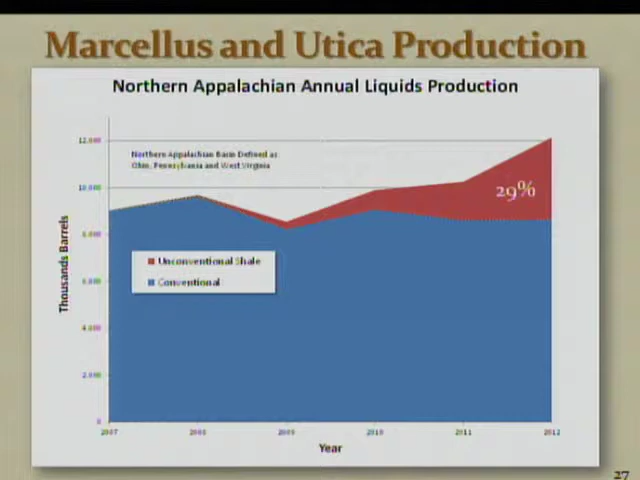 Marcellus and Utica Production
Northern Appalachian Annual Liquids Production
12,000
Northern Appalachian Basin Defined as
Ohio, Pennsylvania and West Virginia
10,000
29%
8,000
Thousands Barrels
Unconventional Shale
6,000
Conventional
4,000
2,000
0
2007 2008 2009 2010 2011 2012
Year
27